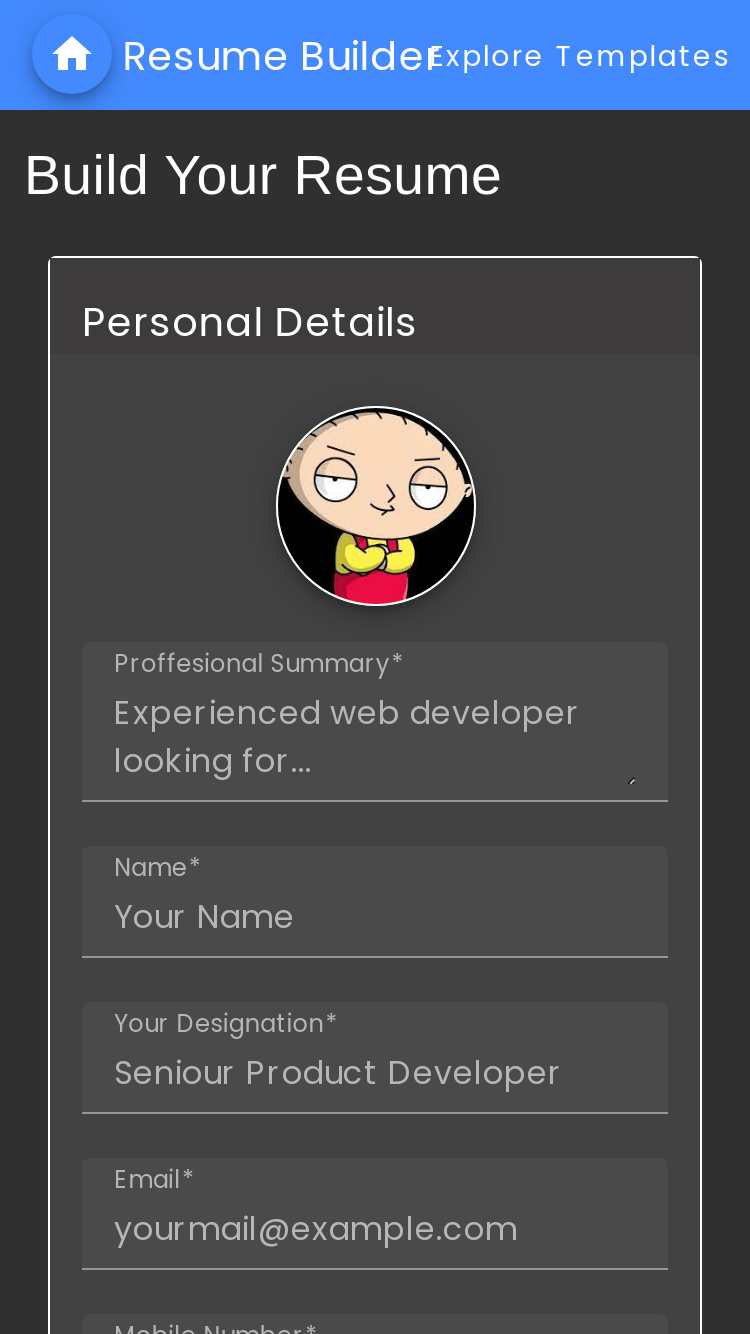 Resume Builder
Explore Templates
Build Your Resume
Personal Details
Proffesional Summary*
Experienced web developer
looking for...
Name*
Your Name
Your Designation*
Seniour Product Developer
Email*
yourmail@example.com
Mobile Number*